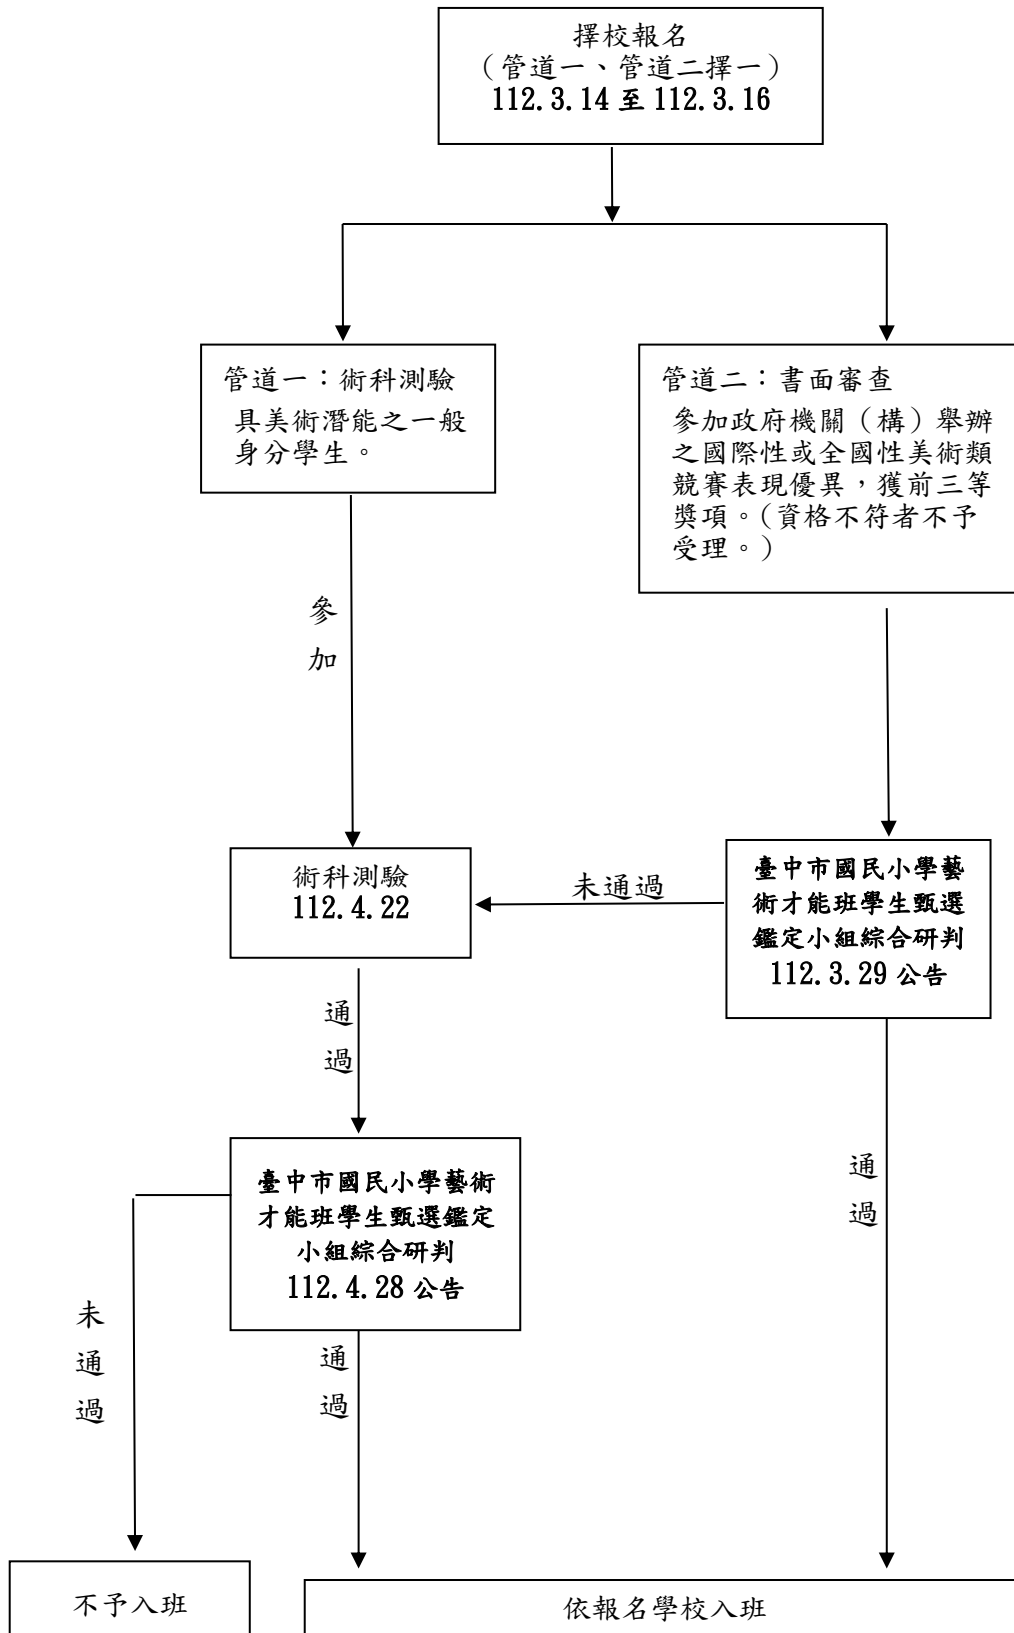 擇校報名
（管道一、管道二擇一）
112.3.14 至 112.3.16
管道一：術科測驗
具美術潛能之一般
身分學生。
管道二：書面審查
參加政府機關（構）舉辦
之國際性或全國性美術類
競賽表現優異，獲前三等
獎項。（資格不符者不予
受理。）
參
加
術科測驗
112.4.22
未通過
臺中市國民小學藝
術才能班學生甄選
鑑定小組綜合研判
112.3.29 公告
通
過
臺中市國民小學藝術
才能班學生甄選鑑定
小組綜合研判
112.4.28 公告
通
過
未
通
過
通
過
不予入班
依報名學校入班